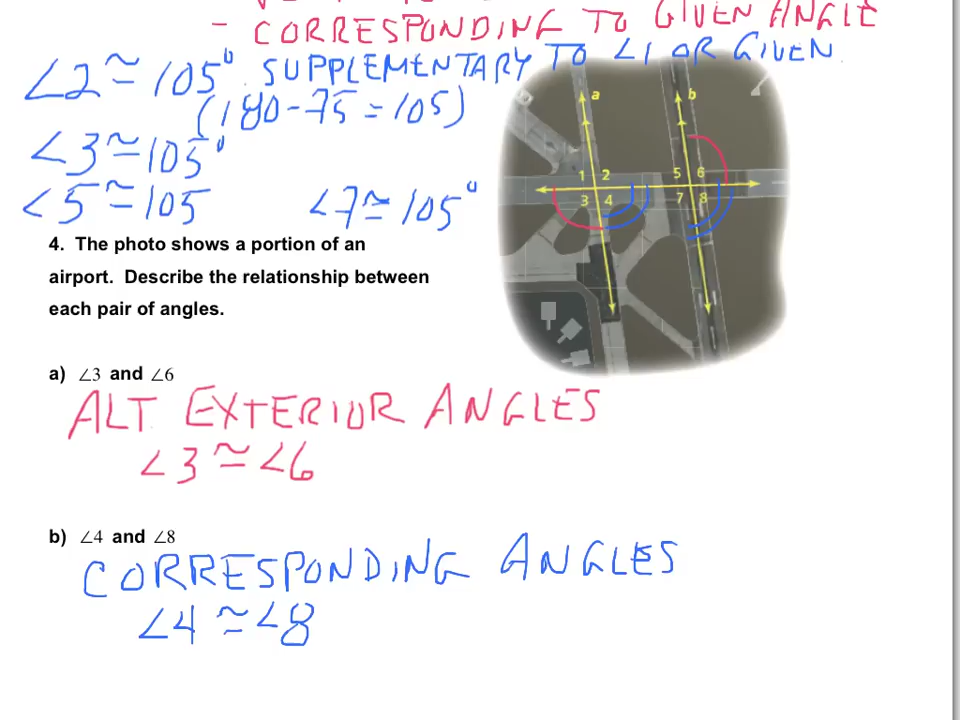 - CORRESPONDING TO GIVEN ANGLE
∠2 ≅ 105° SUPPLEMENTARY TO ∠1 OR GIVEN.
(180-75=105)
∠3 ≅ 105°
∠5 ≅ 105 ∠7 ≅ 105°
a b
1 2 5 6
3 4 7 8
4. The photo shows a portion of an
airport. Describe the relationship between
each pair of angles.
a) ∠3 and ∠6
ALT EXTERIOR ANGLES
∠3 ≅ ∠6
b) ∠4 and ∠8
CORRESPONDING ANGLES
∠4 ≅ ∠8